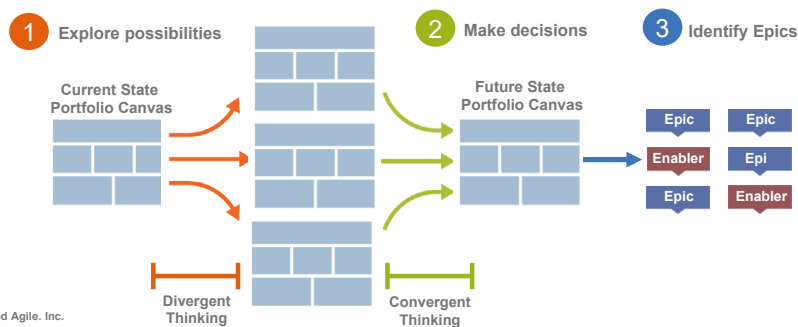 1 Explore possibilities
2 Make decisions
3 Identify Epics
Current State
Portfolio Canvas
Future State
Portfolio Canvas
Epic Epic
Enabler Epi
Epic Enabler
Divergent
Thinking
Convergent
Thinking
d Agile. Inc.